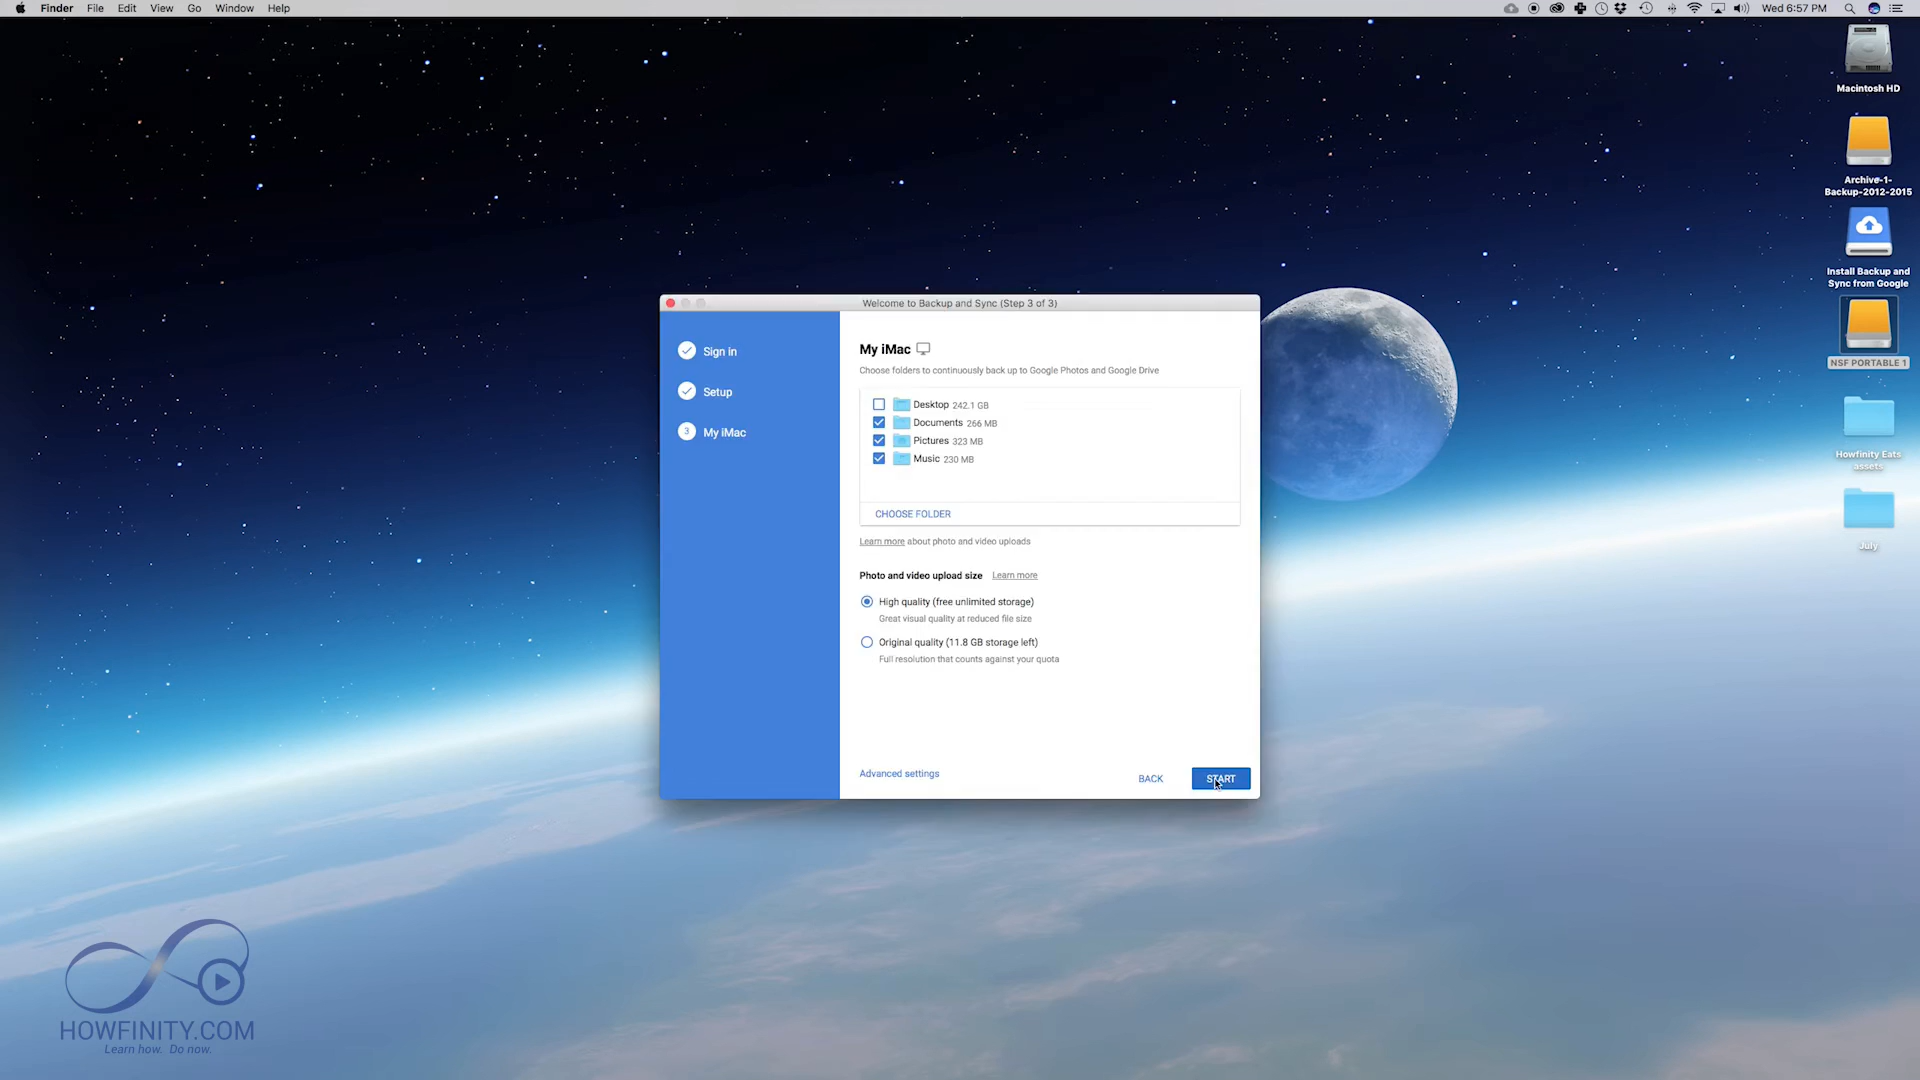 Finder File Edit View Go Window Help
Wed 6:57 PM
Macintosh HD
Archive-1-
Backup-2012-2015
Install Backup and
Sync from Google
NSF PORTABLE 1
Howfinity Eats
assets
July
Welcome to Backup and Sync (Step 3 of 3)
Sign in
Setup
3 My iMac
My iMac
Choose folders to continuously back up to Google Photos and Google Drive
Desktop 242.1 GB
Documents 266 MB
Pictures 323 MB
Music 230 MB
CHOOSE FOLDER
Learn more about photo and video uploads
Photo and video upload size Learn more
High quality (free unlimited storage)
Great visual quality at reduced file size
Original quality (11.8 GB storage left)
Full resolution that counts against your quota
Advanced settings
BACK
START
HOWFINITY.COM
Learn how. Do now.